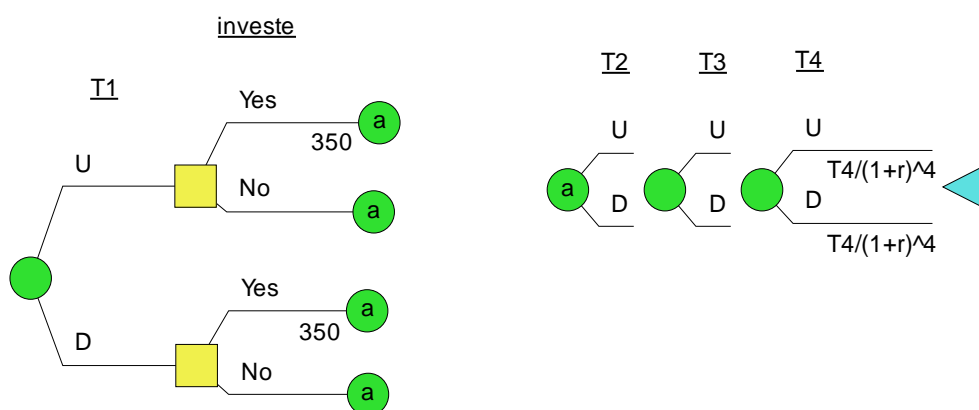 investe
T1
Yes
a
350
U
No
a
Yes
a
D
350
No
a
T2 T3 T4
U U U
T4/(1+r)^4
a
D D D
T4/(1+r)^4